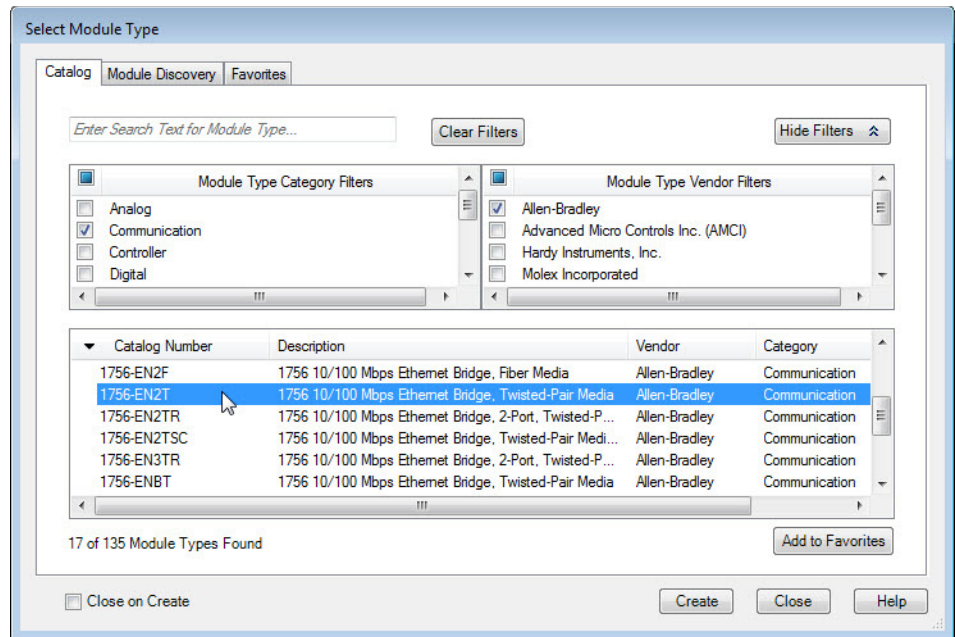 Select Module Type
Catalog Module Discovery Favorites
Enter Search Text for Module Type... Clear Filters Hide Filters
Module Type Category Filters Module Type Vendor Filters
Analog Allen-Bradley
Communication Advanced Micro Controls Inc. (AMCI)
Controller Hardy Instruments, Inc.
Digital Molex Incorporated
Catalog Number Description Vendor Category
1756-EN2F 1756 10/100 Mbps Ethernet Bridge, Fiber Media Allen-Bradley Communication
1756-EN2T 1756 10/100 Mbps Ethernet Bridge, Twisted-Pair Media Allen-Bradley Communication
1756-EN2TR 1756 10/100 Mbps Ethernet Bridge, 2-Port, Twisted-P... Allen-Bradley Communication
1756-EN2TSC 1756 10/100 Mbps Ethernet Bridge, Twisted-Pair Medi... Allen-Bradley Communication
1756-EN3TR 1756 10/100 Mbps Ethernet Bridge, 2-Port, Twisted-P... Allen-Bradley Communication
1756-ENBT 1756 10/100 Mbps Ethernet Bridge, Twisted-Pair Media Allen-Bradley Communication
17 of 135 Module Types Found Add to Favorites
Close on Create Create Close Help